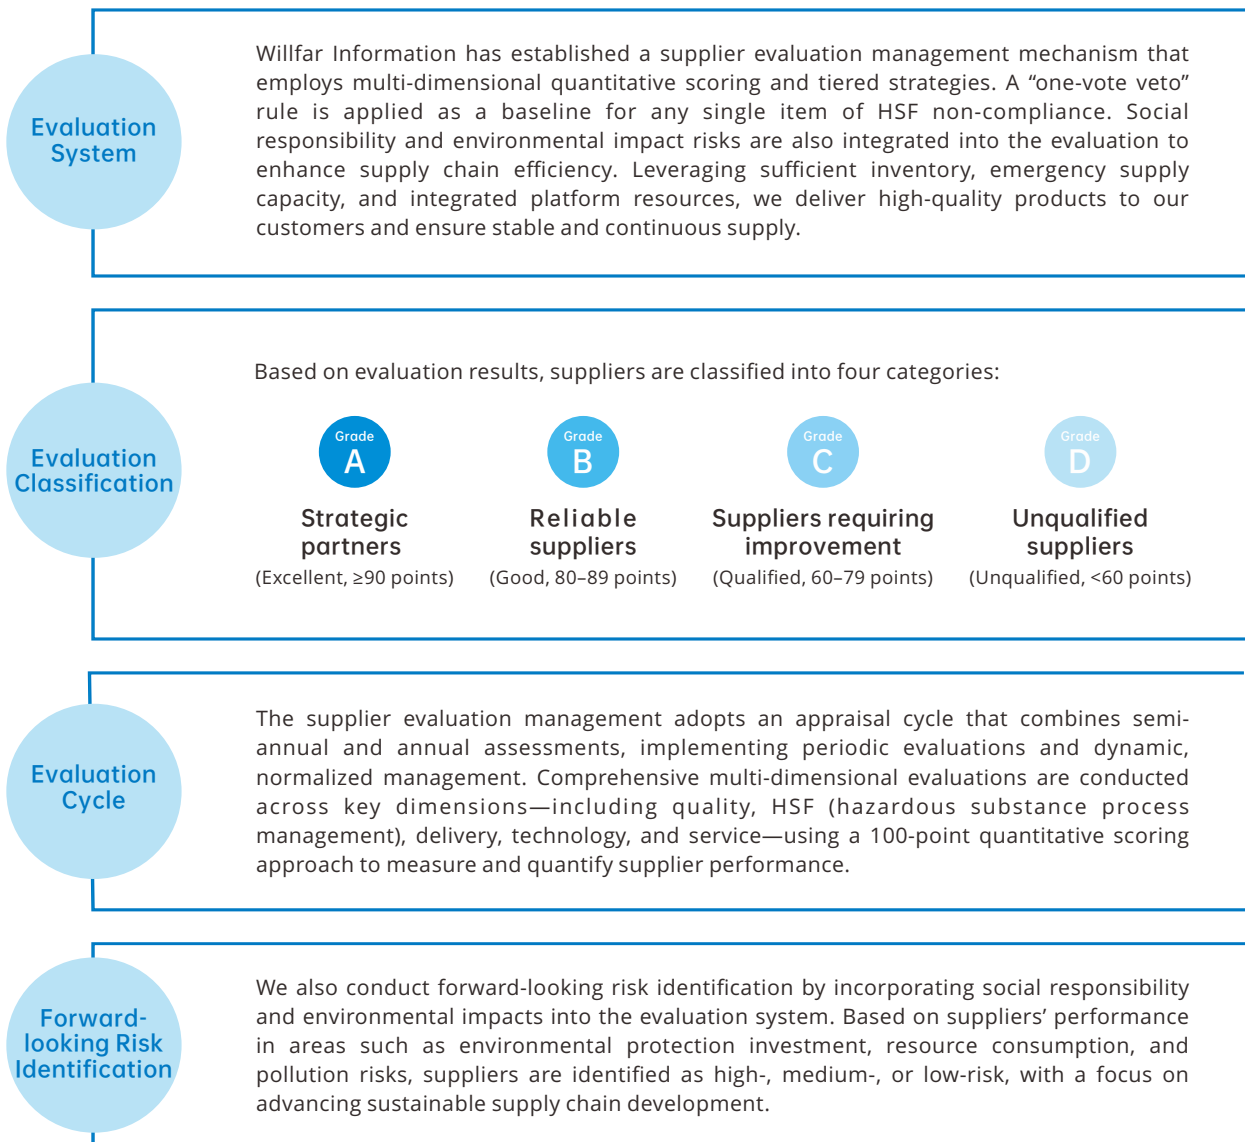 Evaluation
System
Willfar Information has established a supplier evaluation management mechanism that
employs multi-dimensional quantitative scoring and tiered strategies. A “one-vote veto”
rule is applied as a baseline for any single item of HSF non-compliance. Social
responsibility and environmental impact risks are also integrated into the evaluation to
enhance supply chain efficiency. Leveraging sufficient inventory, emergency supply
capacity, and integrated platform resources, we deliver high-quality products to our
customers and ensure stable and continuous supply.
Evaluation
Classification
Based on evaluation results, suppliers are classified into four categories:
Grade
A
Strategic
partners
(Excellent, ≥90 points)
Grade
B
Reliable
suppliers
(Good, 80–89 points)
Grade
C
Suppliers requiring
improvement
(Qualified, 60–79 points)
Grade
D
Unqualified
suppliers
(Unqualified, <60 points)
Evaluation
Cycle
The supplier evaluation management adopts an appraisal cycle that combines semi-
annual and annual assessments, implementing periodic evaluations and dynamic,
normalized management. Comprehensive multi-dimensional evaluations are conducted
across key dimensions—including quality, HSF (hazardous substance process
management), delivery, technology, and service—using a 100-point quantitative scoring
approach to measure and quantify supplier performance.
Forward-
looking Risk
Identification
We also conduct forward-looking risk identification by incorporating social responsibility
and environmental impacts into the evaluation system. Based on suppliers’ performance
in areas such as environmental protection investment, resource consumption, and
pollution risks, suppliers are identified as high-, medium-, or low-risk, with a focus on
advancing sustainable supply chain development.